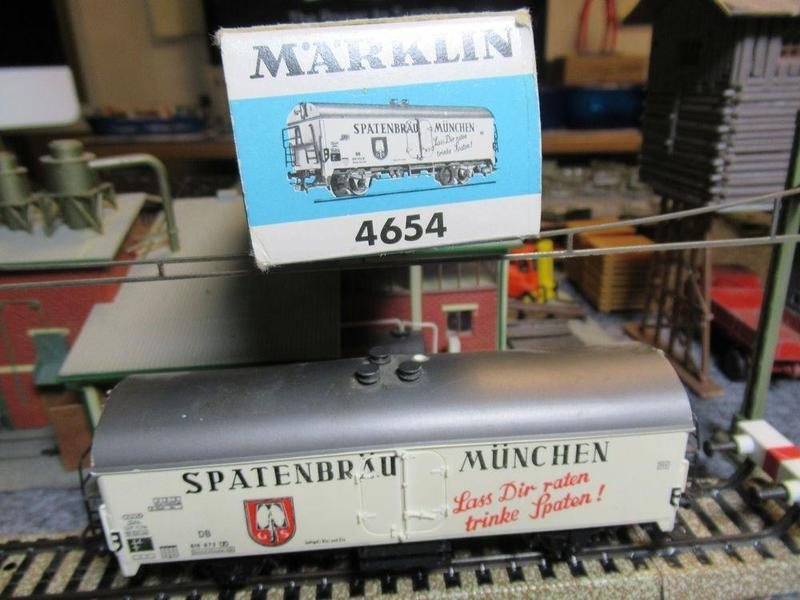 MÄRKLIN
SPATENBRÄU MÜNCHEN
Lass Dir raten
trinke Spaten!
4654
SPATENBRÄU MÜNCHEN
Lass Dir raten
trinke Spaten!
G S
DB